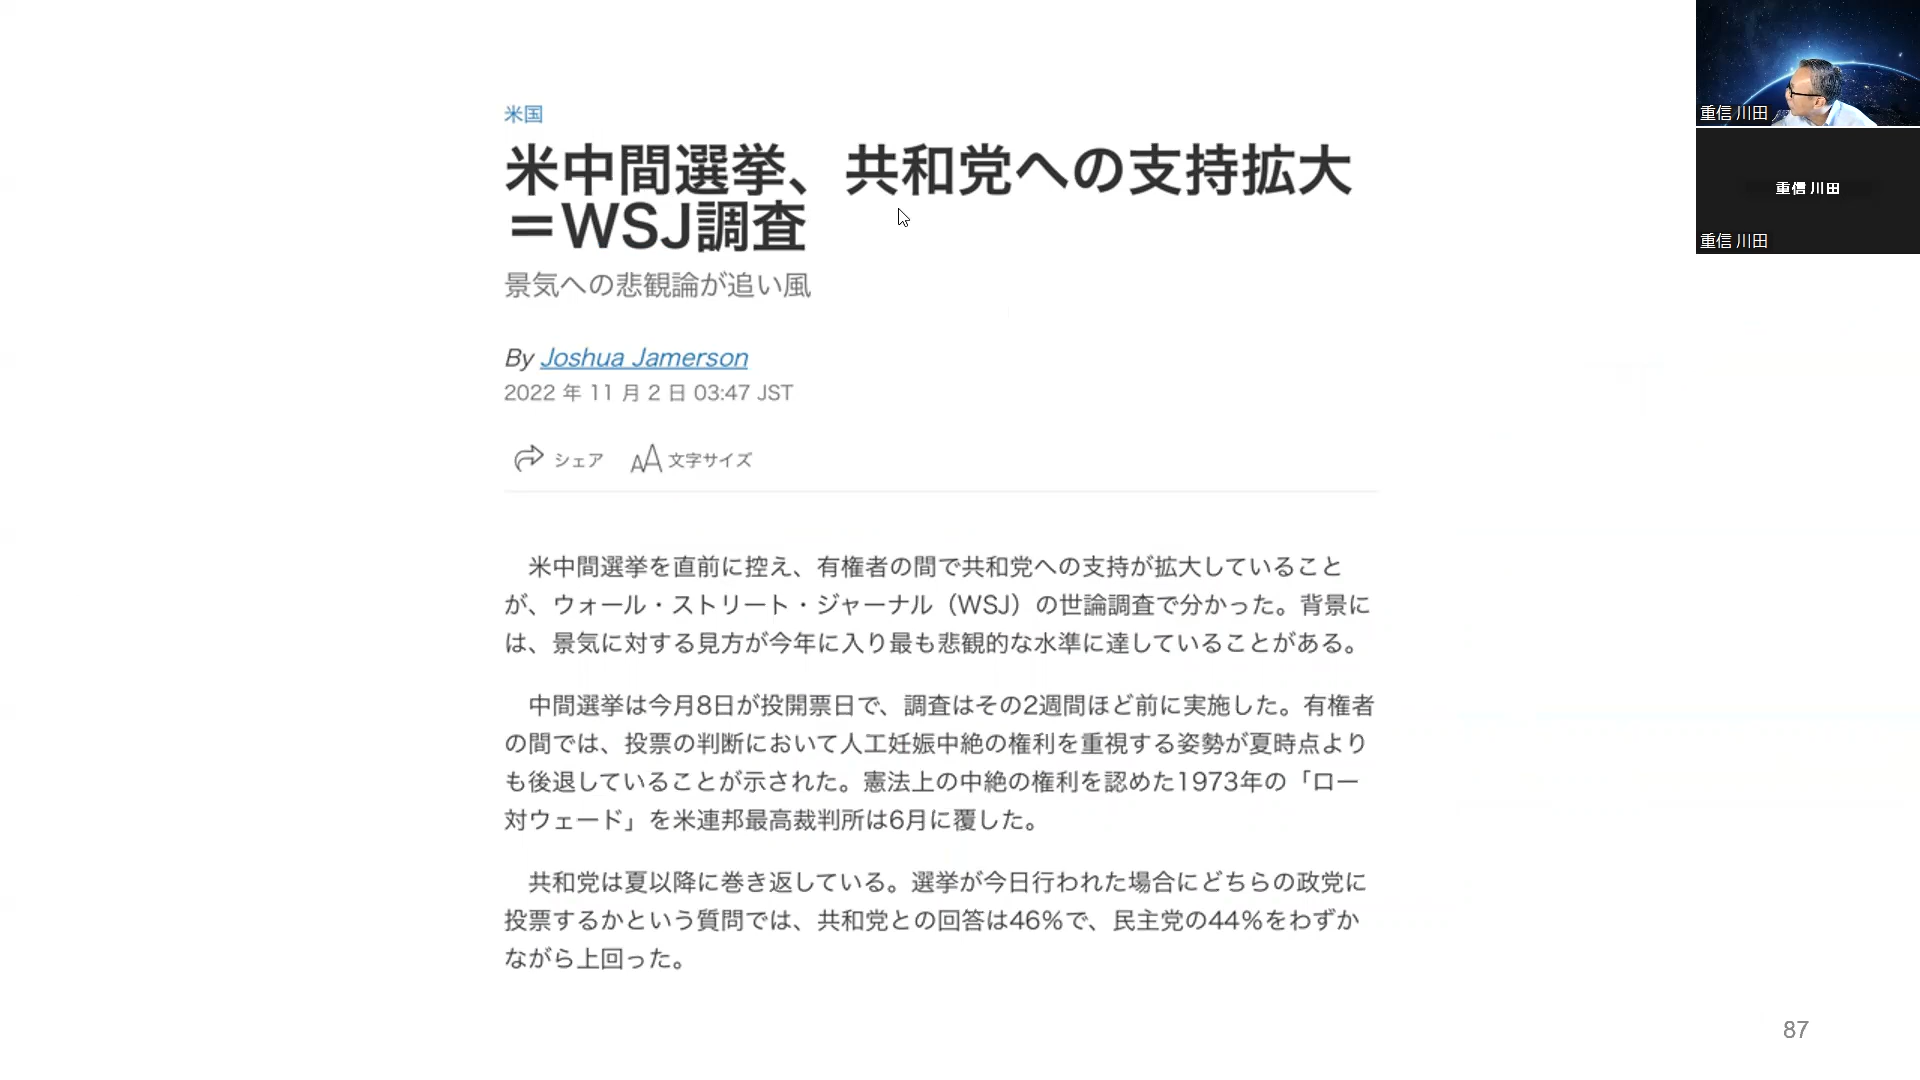 米国
米中間選挙、共和党への支持拡大
＝WSJ調査
景気への悲観論が追い風
By Joshua Jamerson
2022 年 11 月 2 日 03:47 JST
シェア
AA 文字サイズ
米中間選挙を直前に控え、有権者の間で共和党への支持が拡大していること
が、ウォール・ストリート・ジャーナル（WSJ）の世論調査で分かった。背景に
は、景気に対する見方が今年に入り最も悲観的な水準に達していることがある。
中間選挙は今月8日が投開票日で、調査はその2週間ほど前に実施した。有権者
の間では、投票の判断において人工妊娠中絶の権利を重視する姿勢が夏時点より
も後退していることが示された。憲法上の中絶の権利を認めた1973年の「ロー
対ウェード」を米連邦最高裁判所は6月に覆した。
共和党は夏以降に巻き返している。選挙が今日行われた場合にどちらの政党に
投票するかという質問では、共和党との回答は46%で、民主党の44%をわずか
ながら上回った。
87
重信 川田
重信 川田
重信 川田